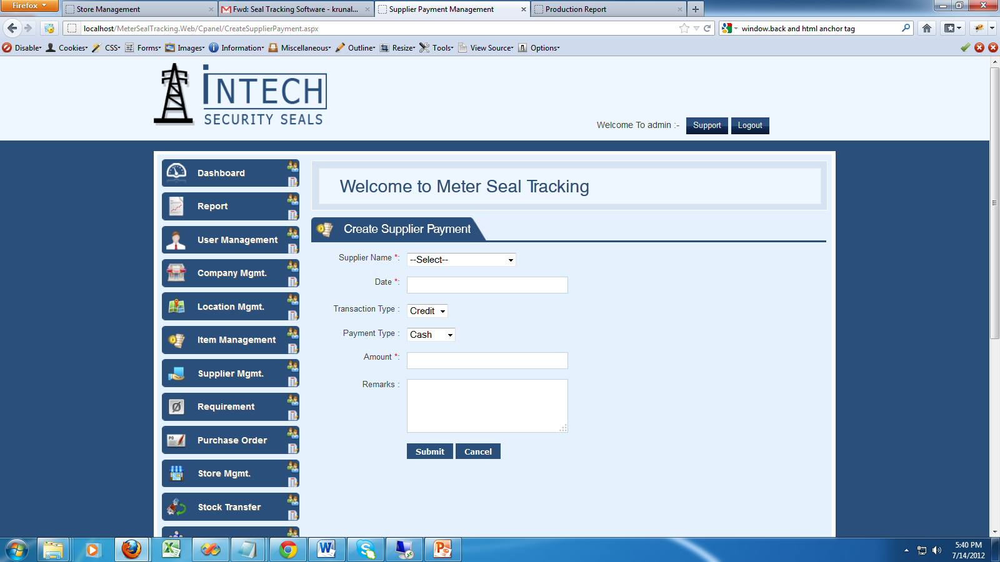 Firefox
Store Management
Fwd: Seal Tracking Software - krunal...
Supplier Payment Management
Production Report
localhost/MeterSealTracking.Web/Cpanel/CreateSupplierPayment.aspx
window.back and html anchor tag
Disable
Cookies
CSS
Forms
Images
Information
Miscellaneous
Outline
Resize
Tools
View Source
Options
INTECH
SECURITY SEALS
Welcome To admin :-
Support
Logout
Dashboard
Report
User Management
Company Mgmt.
Location Mgmt.
Item Management
Supplier Mgmt.
Requirement
Purchase Order
Store Mgmt.
Stock Transfer
Welcome to Meter Seal Tracking
Create Supplier Payment
Supplier Name *: --Select--
Date *:
Transaction Type : Credit
Payment Type : Cash
Amount *:
Remarks :
Submit Cancel
5:40 PM
7/14/2012